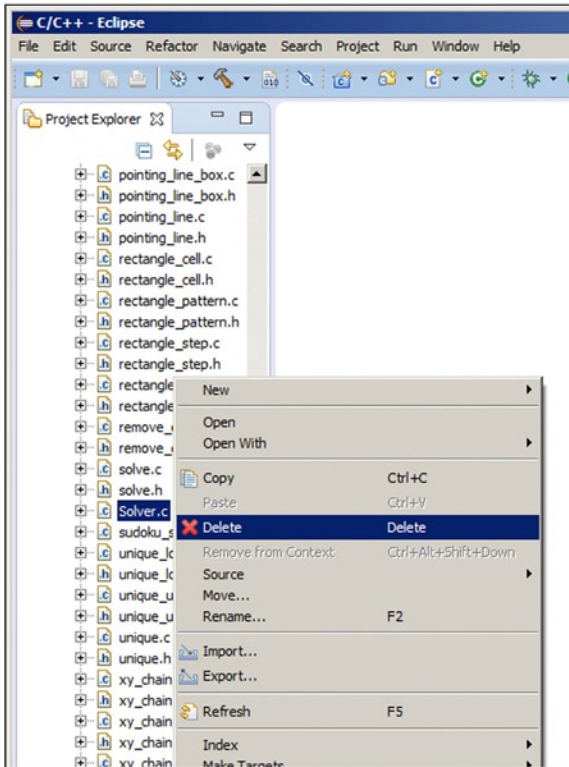 C/C++ - Eclipse
File Edit Source Refactor Navigate Search Project Run Window Help
Project Explorer
pointing_line_box.c
pointing_line_box.h
pointing_line.c
pointing_line.h
rectangle_cell.c
rectangle_cell.h
rectangle_pattern.c
rectangle_pattern.h
rectangle_step.c
rectangle_step.h
rectangle
rectangle
remove_
remove_
solve.c
solve.h
Solver.c
sudoku_s
unique_lo
unique_lo
unique_u
unique_u
unique.c
unique.h
xy_chain
xy_chain
xy_chain
xy_chain
xy_chain
New
Open
Open With
Copy Ctrl+C
Paste Ctrl+V
Delete Delete
Remove from Context Ctrl+Alt+Shift+Down
Source
Move...
Rename... F2
Import...
Export...
Refresh F5
Index
Make Targets